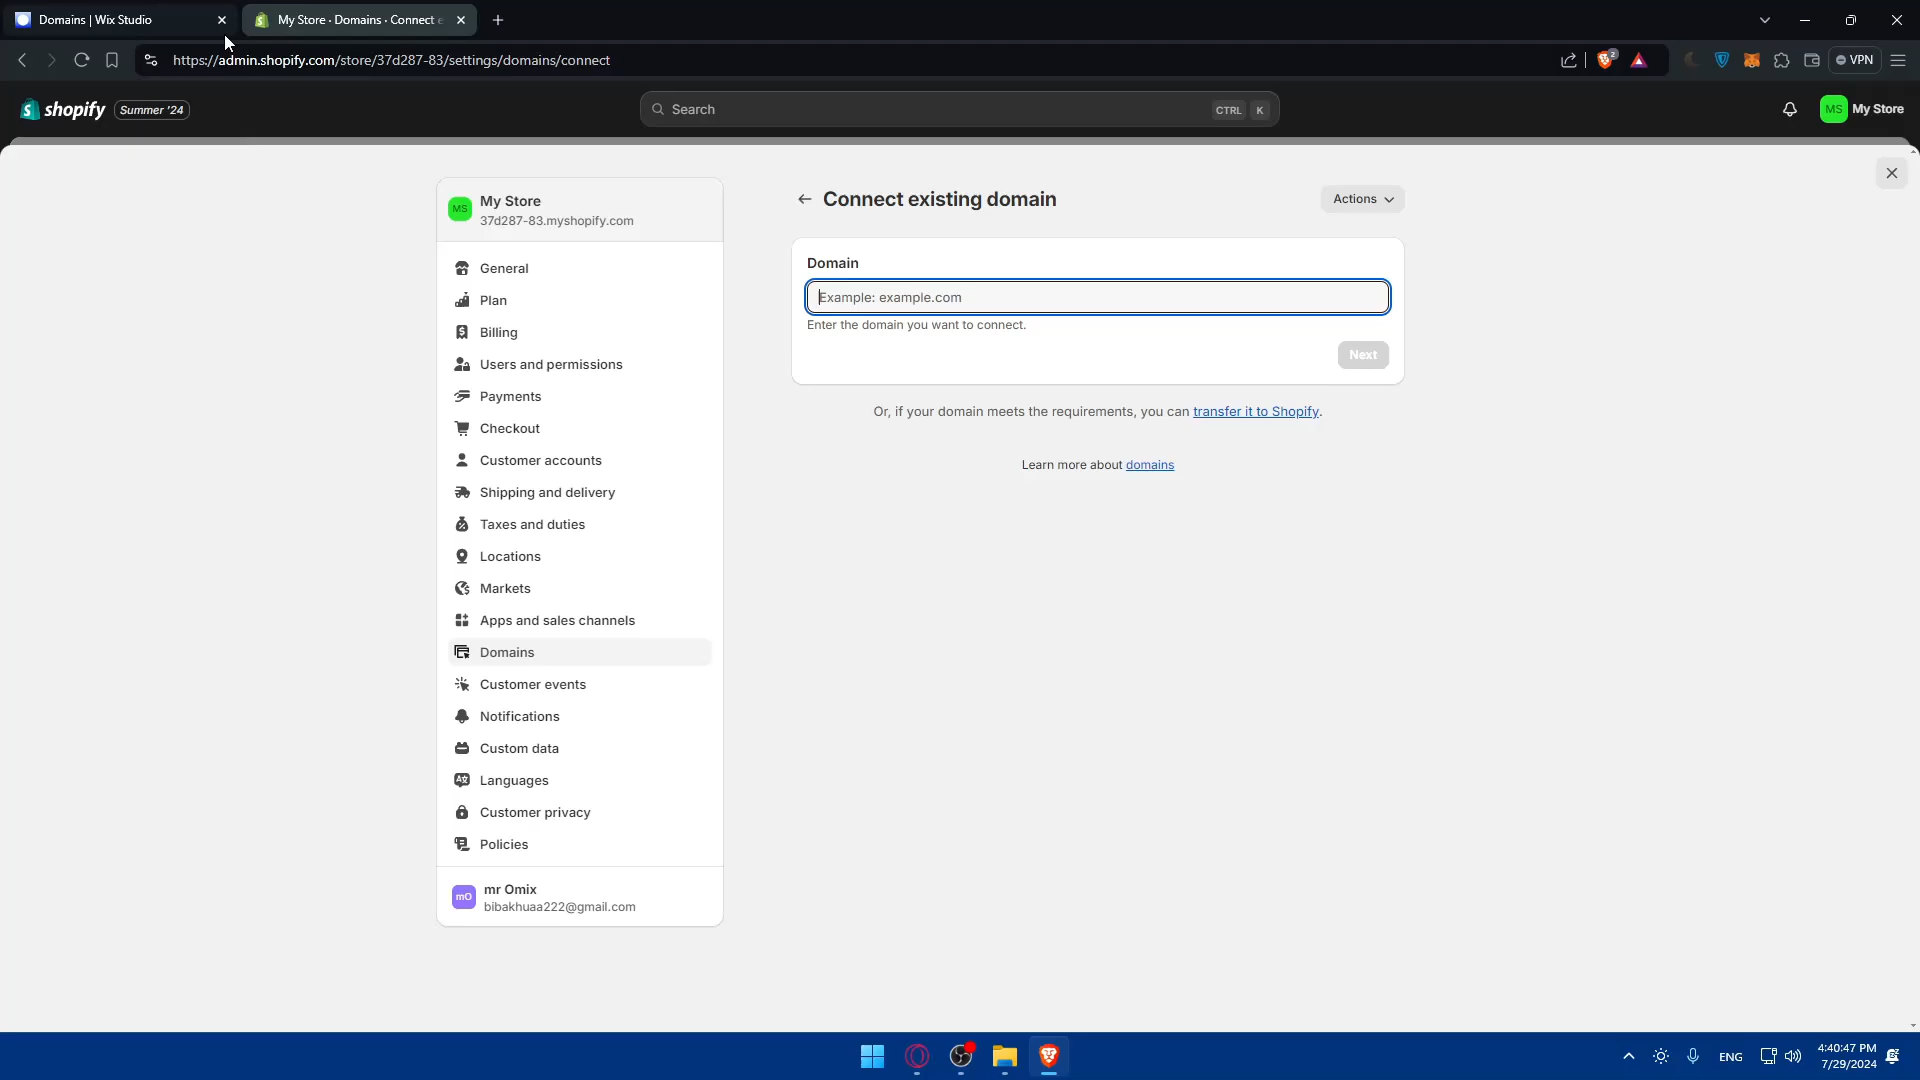 Domains | Wix Studio
My Store · Domains · Connect e
https://admin.shopify.com/store/37d287-83/settings/domains/connect
2
VPN
shopify
Summer '24
Search
CTRL K
MS My Store
MS
My Store
37d287-83.myshopify.com
General
Plan
Billing
Users and permissions
Payments
Checkout
Customer accounts
Shipping and delivery
Taxes and duties
Locations
Markets
Apps and sales channels
Domains
Customer events
Notifications
Custom data
Languages
Customer privacy
Policies
mO
mr Omix
bibakhuaa222@gmail.com
Connect existing domain
Actions
Domain
Example: example.com
Enter the domain you want to connect.
Next
Or, if your domain meets the requirements, you can transfer it to Shopify.
Learn more about domains
ENG
4:40:47 PM
7/29/2024